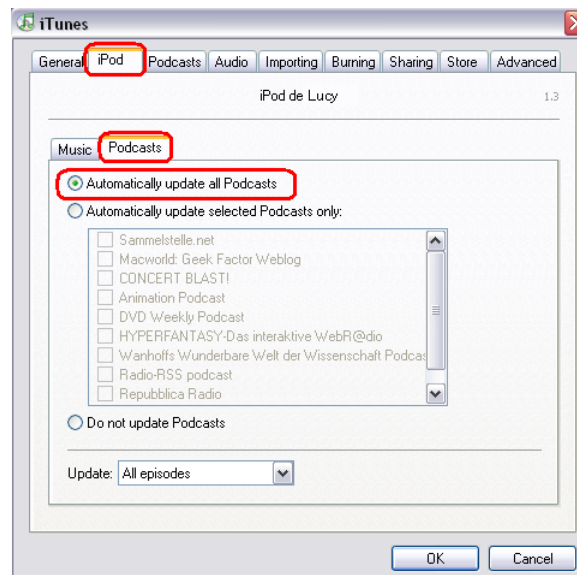 iTunes
General iPod Podcasts Audio Importing Burning Sharing Store Advanced
iPod de Lucy 1.3
Music Podcasts
Automatically update all Podcasts
Automatically update selected Podcasts only:
Sammelstelle.net
Macworld: Geek Factor Weblog
CONCERT BLAST!
Animation Podcast
DVD Weekly Podcast
HYPERFANTASY-Das interaktive WebR@dio
Wanhoffs Wunderbare Welt der Wissenschaft Podcas
Radio-RSS podcast
Repubblica Radio
Do not update Podcasts
Update: All episodes
OK Cancel